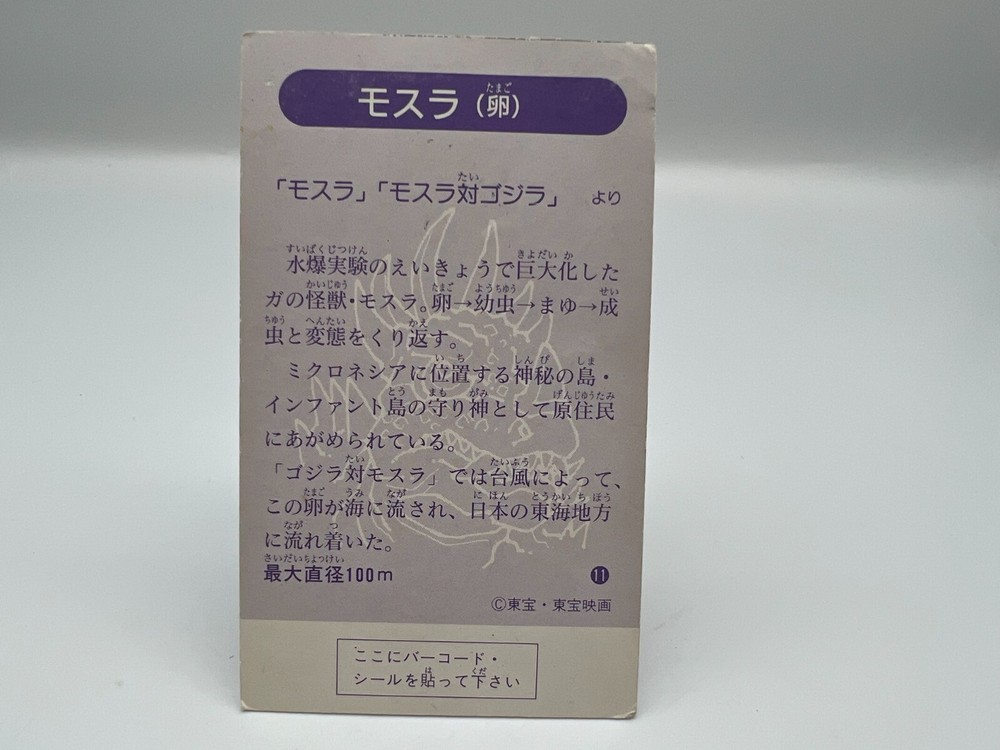 モスラ（卵）
「モスラ」「モスラ対ゴジラ」 より
水爆実験のえいきょうで巨大化した
ガの怪獣・モスラ。卵→幼虫→まゆ→成
虫と変態をくり返す。
ミクロネシアに位置する神秘の島・
インファント島の守り神として原住民
にあがめられている。
「ゴジラ対モスラ」では台風によって、
この卵が海に流され、日本の東海地方
に流れ着いた。
最大直径100m
11
©東宝・東宝映画
ここにバーコード・
シールを貼って下さい